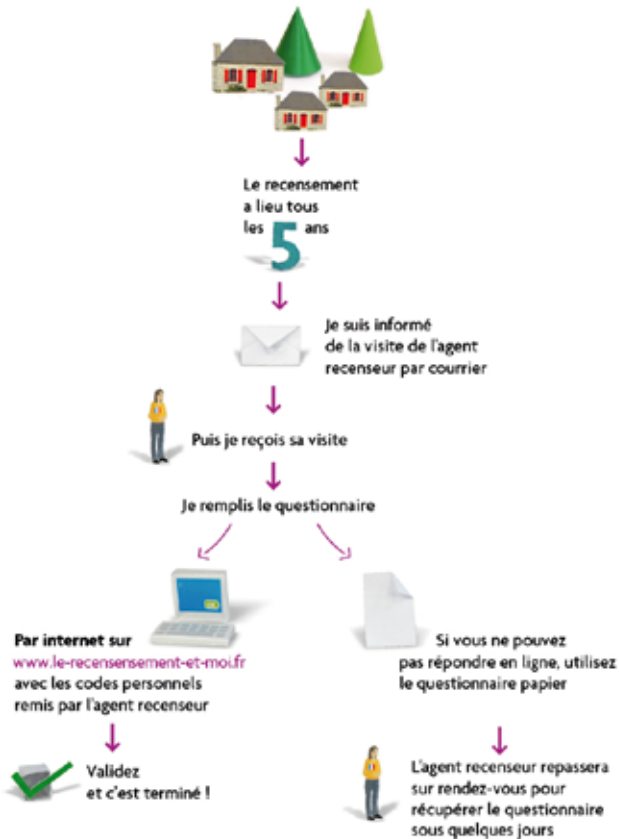 Le recensement
a lieu tous
les 5 ans
Je suis informé
de la visite de l'agent
recenseur par courrier
Puis je reçois sa visite
Je remplis le questionnaire
Par internet sur
www.le-recensensement-et-moi.fr
avec les codes personnels
remis par l'agent recenseur
Validez
et c'est terminé !
Si vous ne pouvez
pas répondre en ligne, utilisez
le questionnaire papier
L'agent recenseur repassera
sur rendez-vous pour
récupérer le questionnaire
sous quelques jours